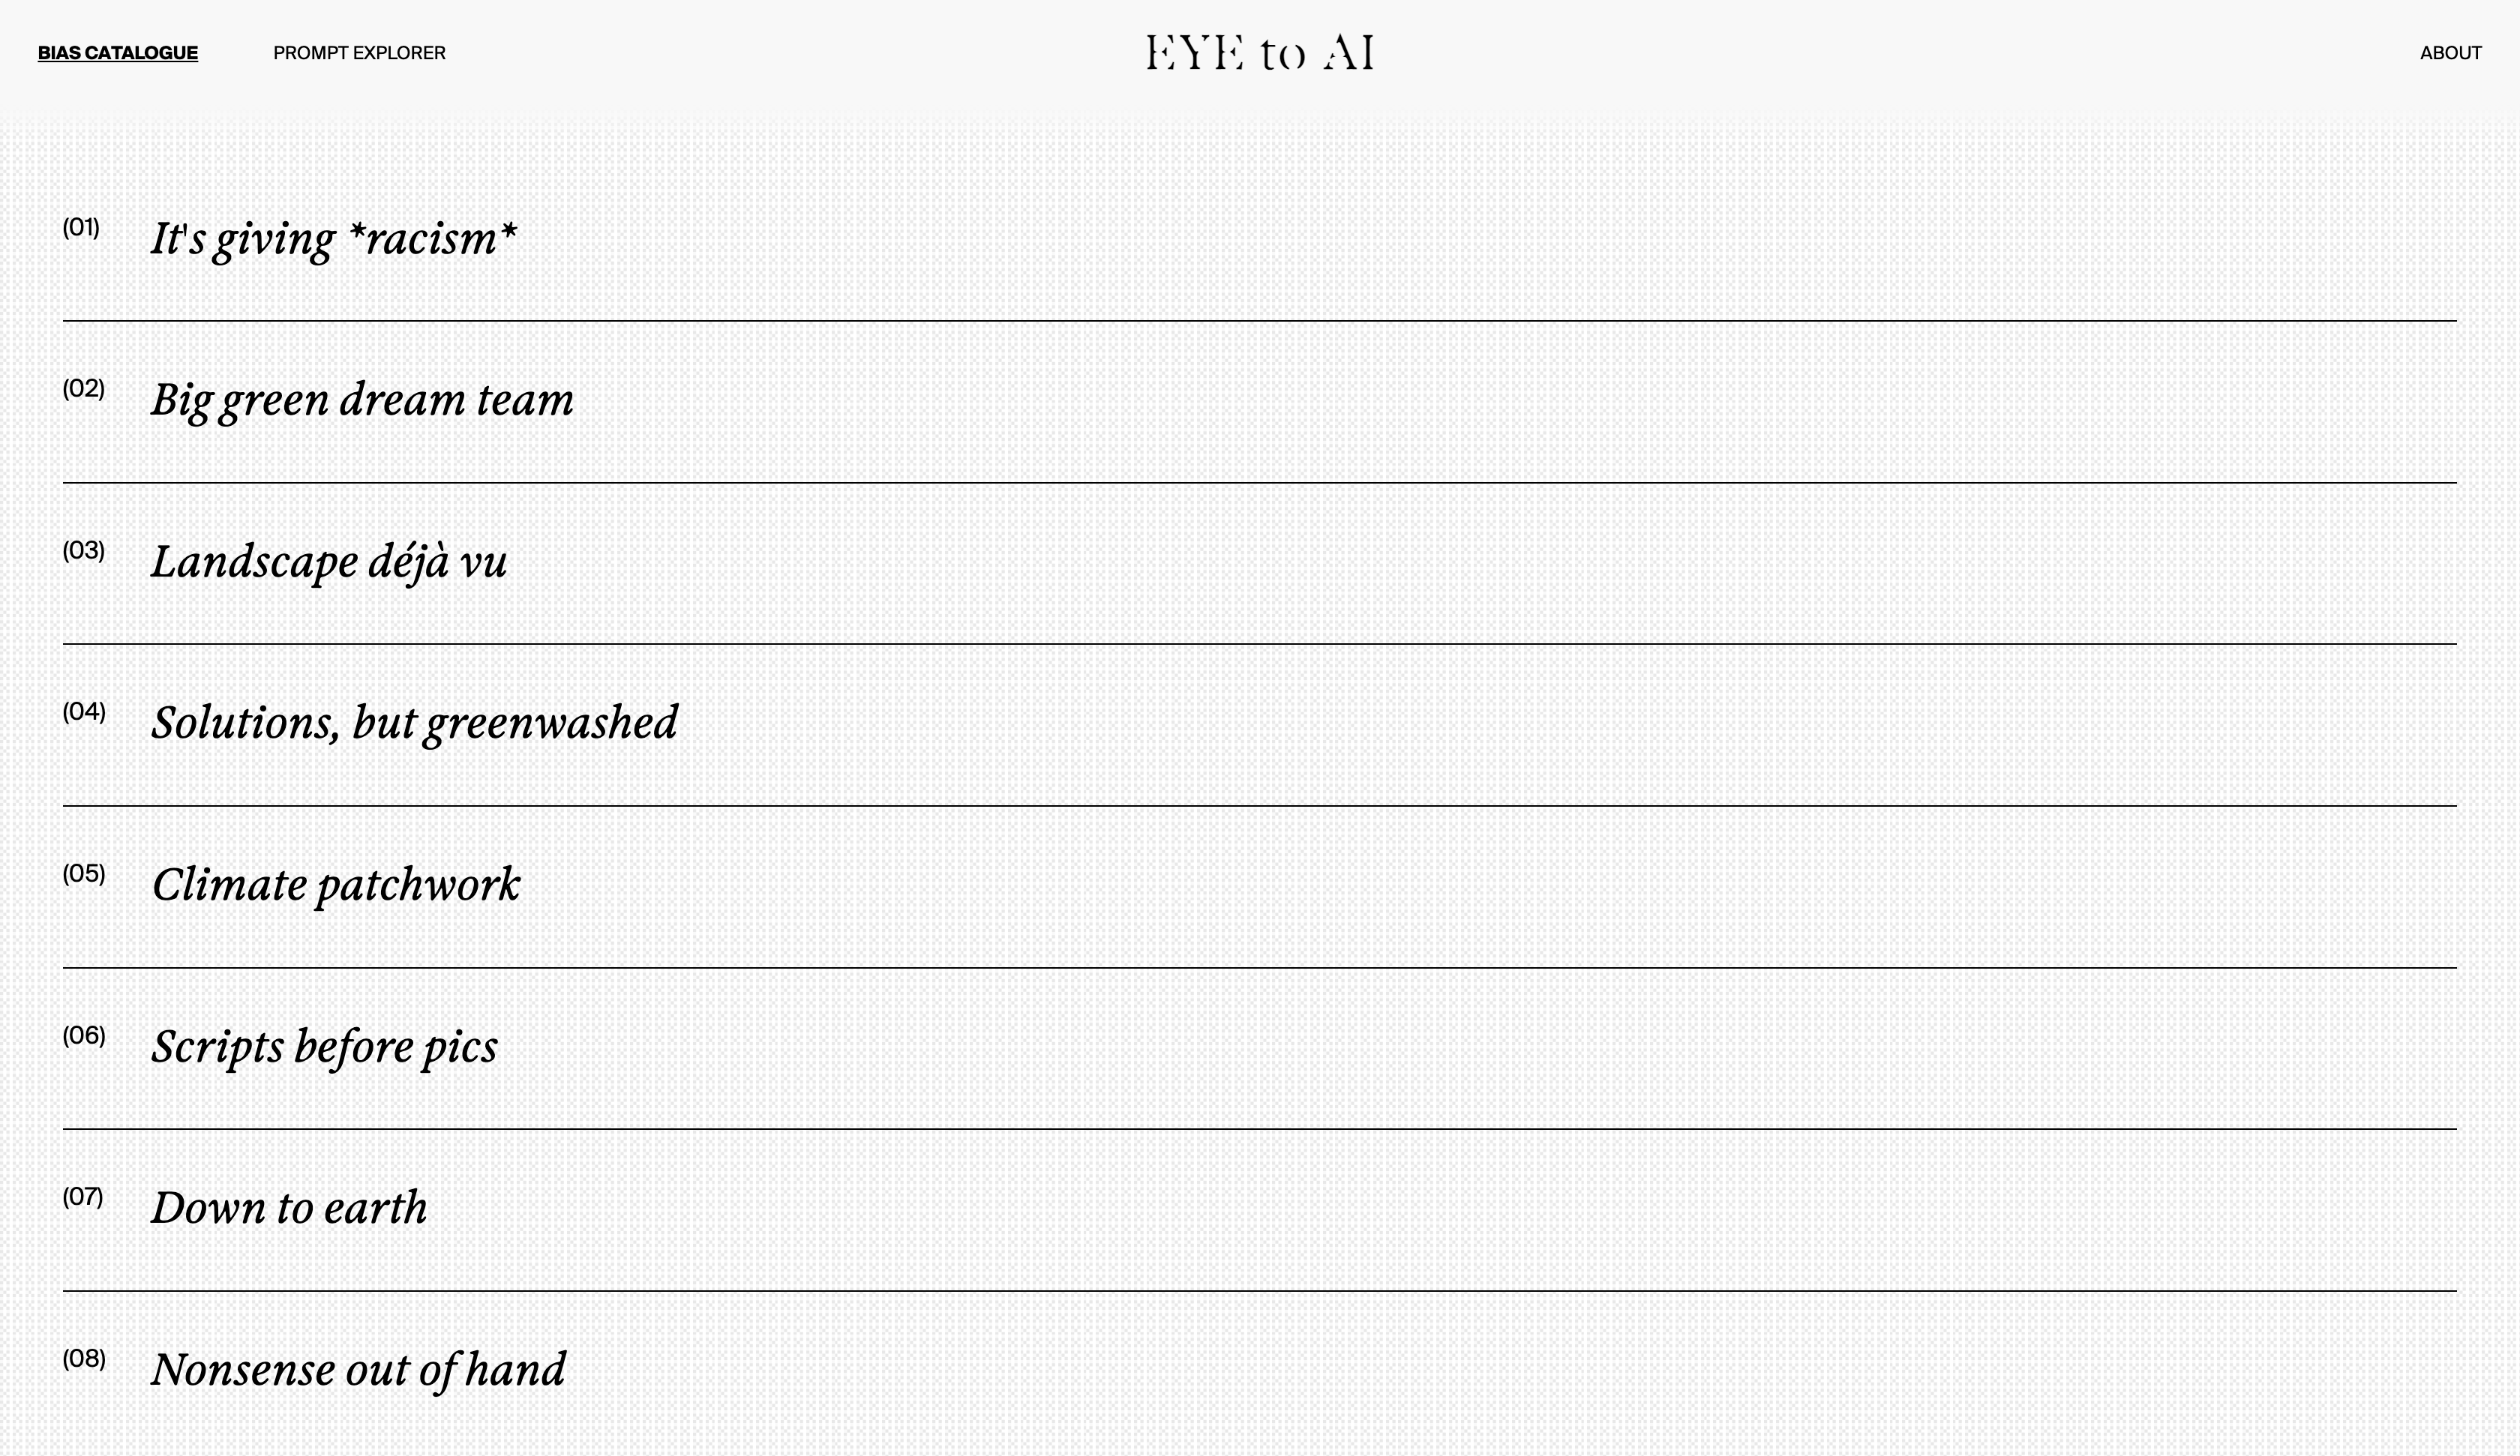 BIAS CATALOGUE PROMPT EXPLORER EYE to AI ABOUT
(01) It's giving *racism*
(02) Big green dream team
(03) Landscape déjà vu
(04) Solutions, but greenwashed
(05) Climate patchwork
(06) Scripts before pics
(07) Down to earth
(08) Nonsense out of hand